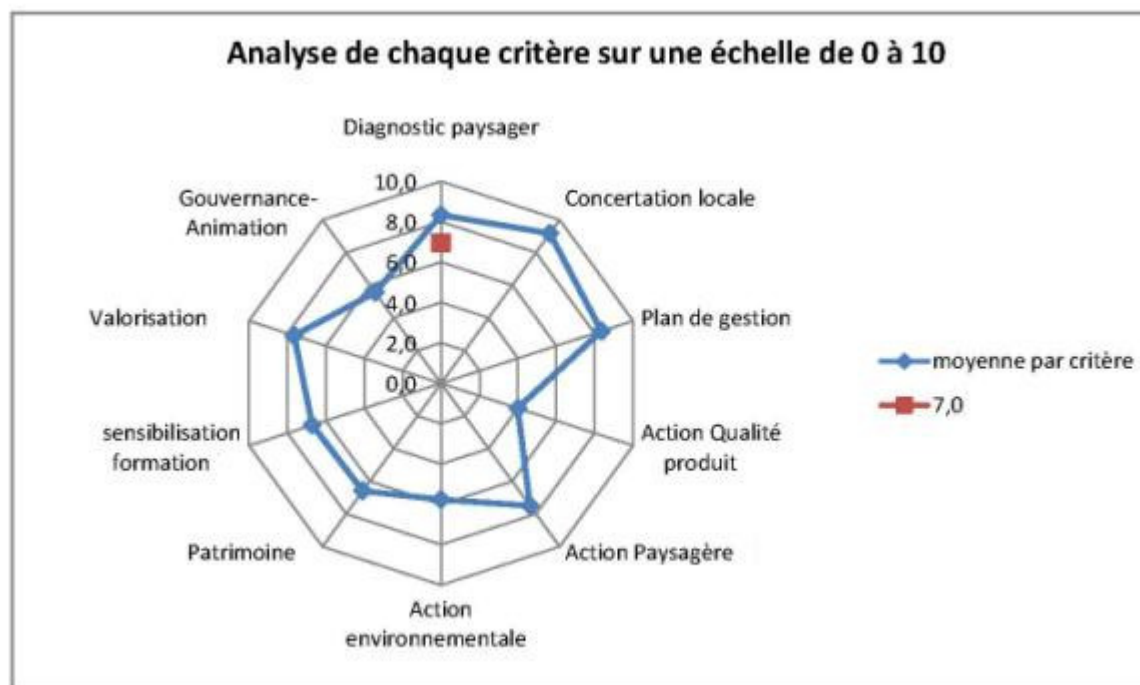 Analyse de chaque critère sur une échelle de 0 à 10
Diagnostic paysager
Concertation locale
Plan de gestion
Action Qualité
produit
Action Paysagère
Action
environnementale
Patrimoine
sensibilisation
formation
Valorisation
Gouvernance-
Animation
10,0
8,0
6,0
4,0
2,0
0,0
moyenne par critère
7,0